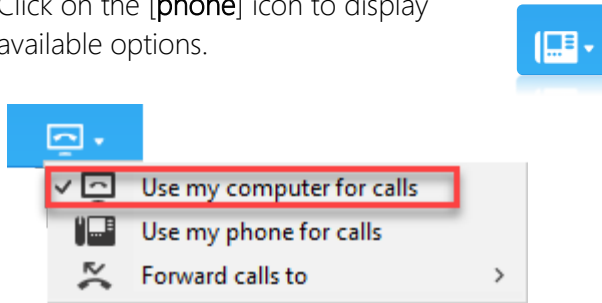 Click on the [phone] icon to display
available options.
Use my computer for calls
Use my phone for calls
Forward calls to